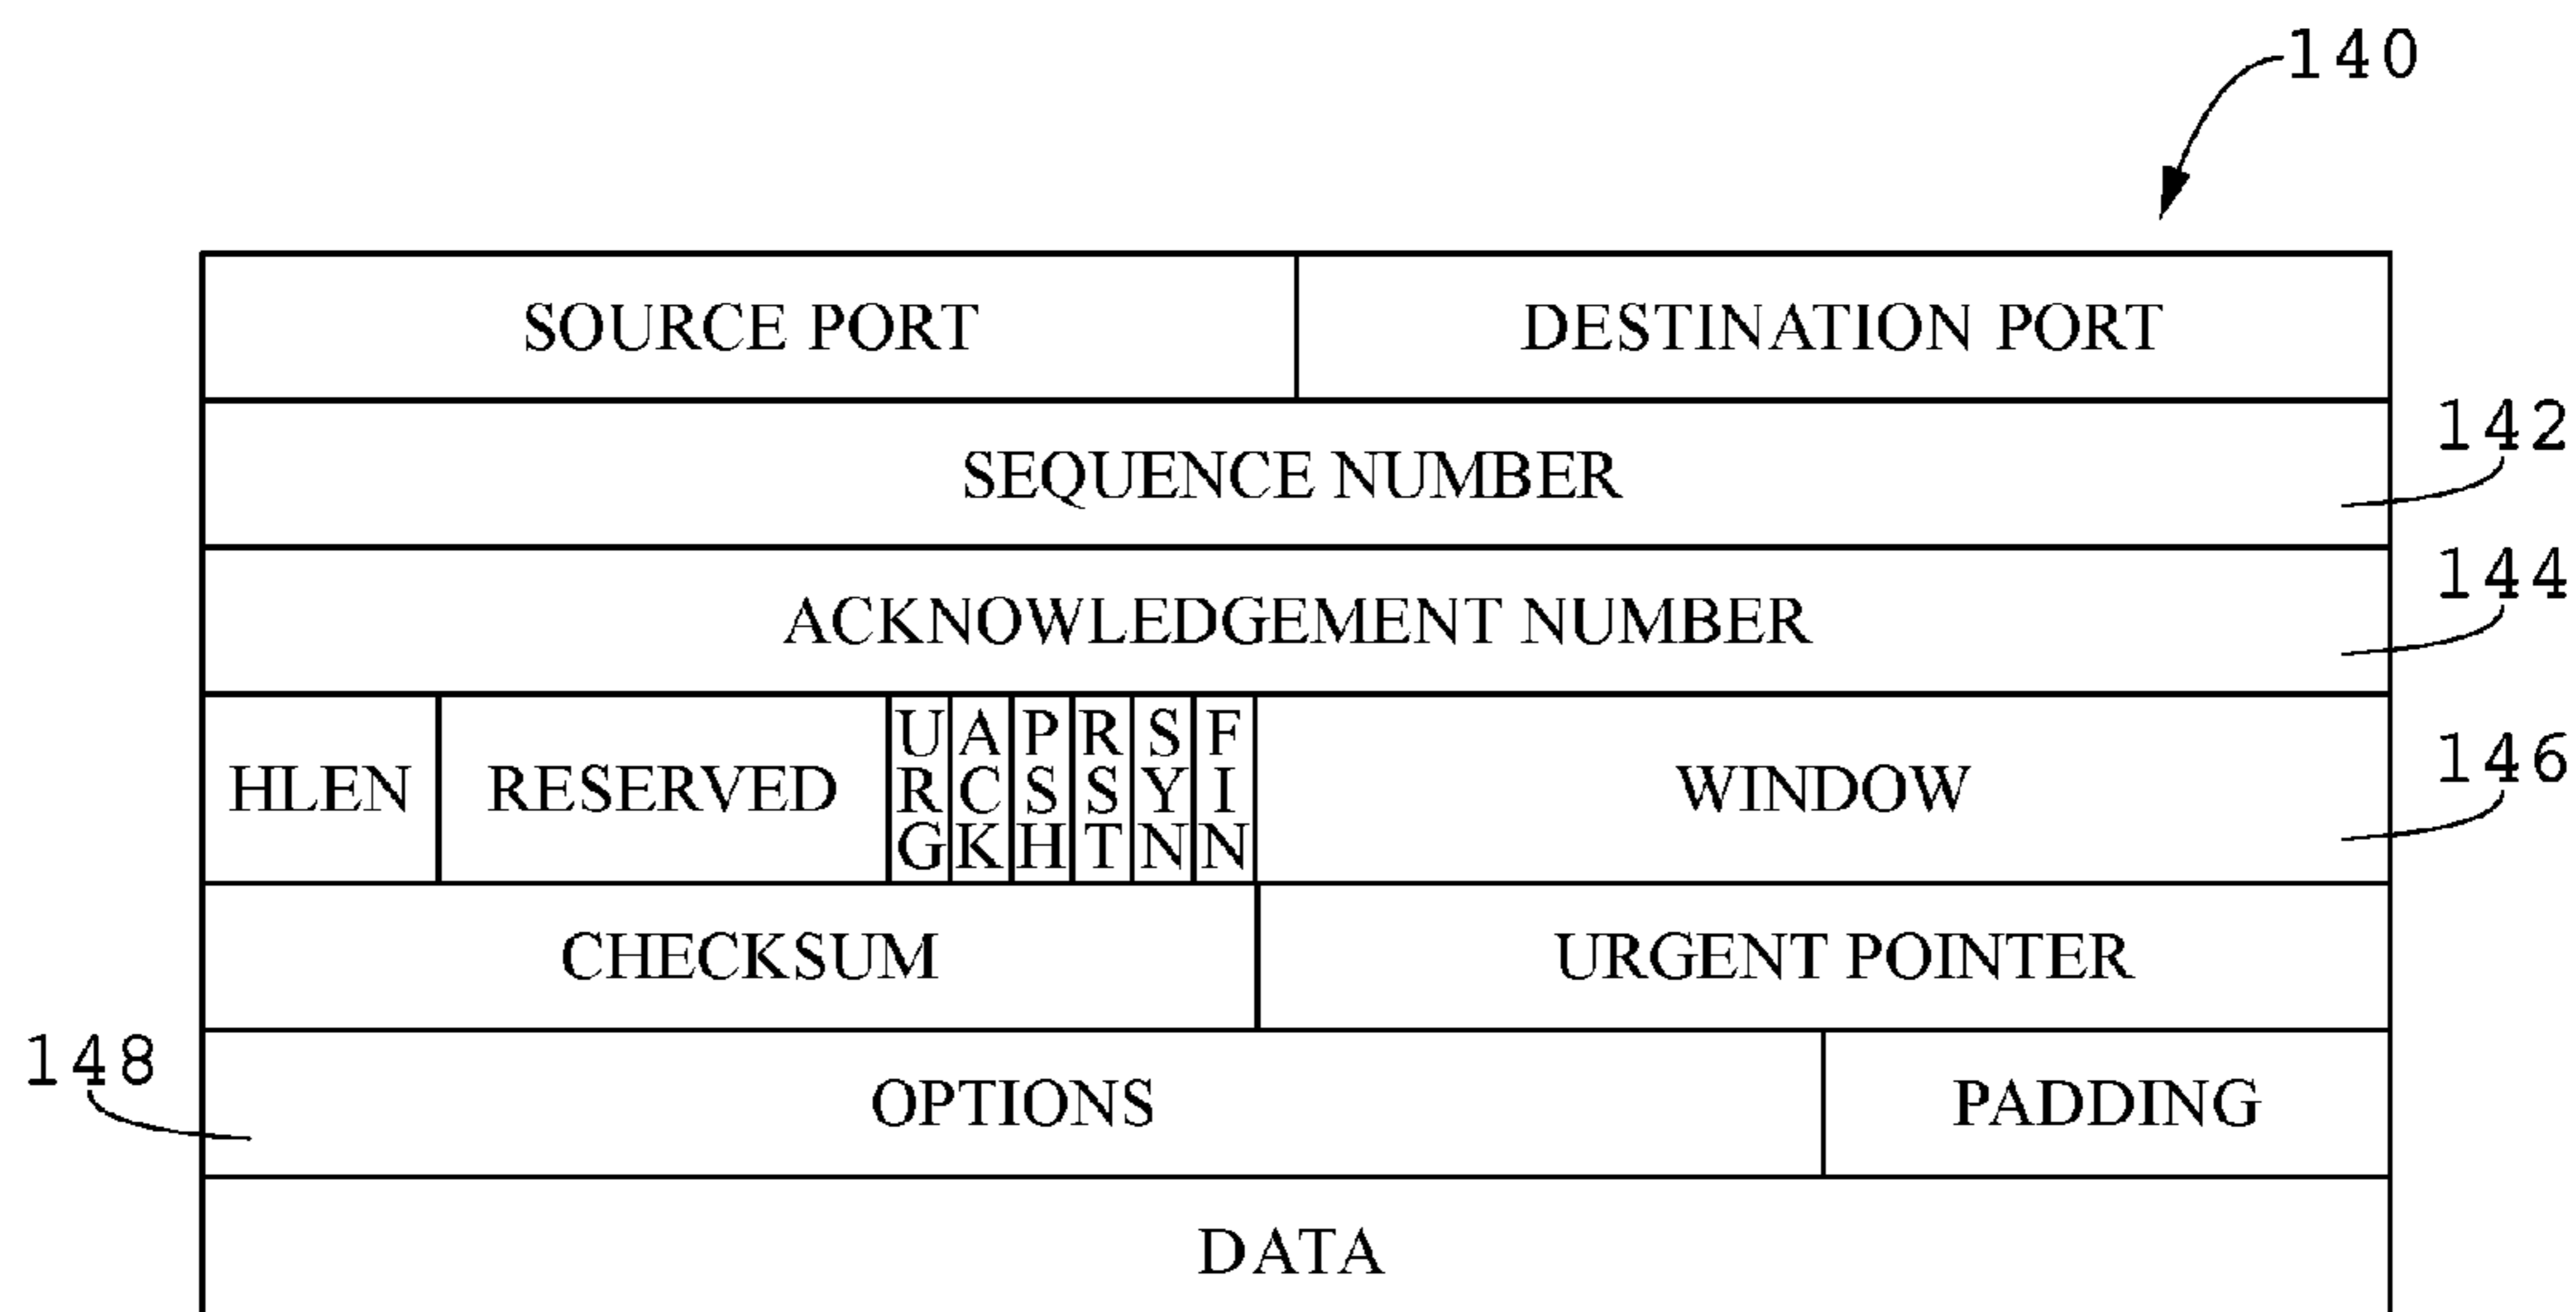 140
SOURCE PORT DESTINATION PORT
142
SEQUENCE NUMBER
144
ACKNOWLEDGEMENT NUMBER
HLEN RESERVED URG ACK PSH RST SYN FIN WINDOW 146
CHECKSUM URGENT POINTER
148
OPTIONS PADDING
DATA